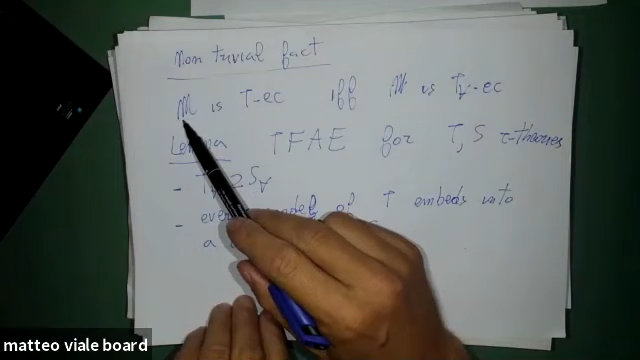 Non trivial fact
M is T-ec iff M is T∀-ec
Lemma TFAE for T, S τ-theories
- T ⊇ S∀
- every model of T embeds into
a
matteo viale board